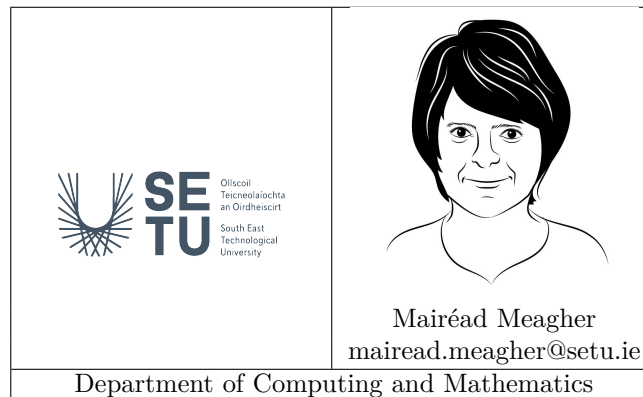 SE
TU
Ollscoil
Teicneolaíochta
an Oirdheiscirt
South East
Technological
University
Mairéad Meagher
mairead.meagher@setu.ie
Department of Computing and Mathematics